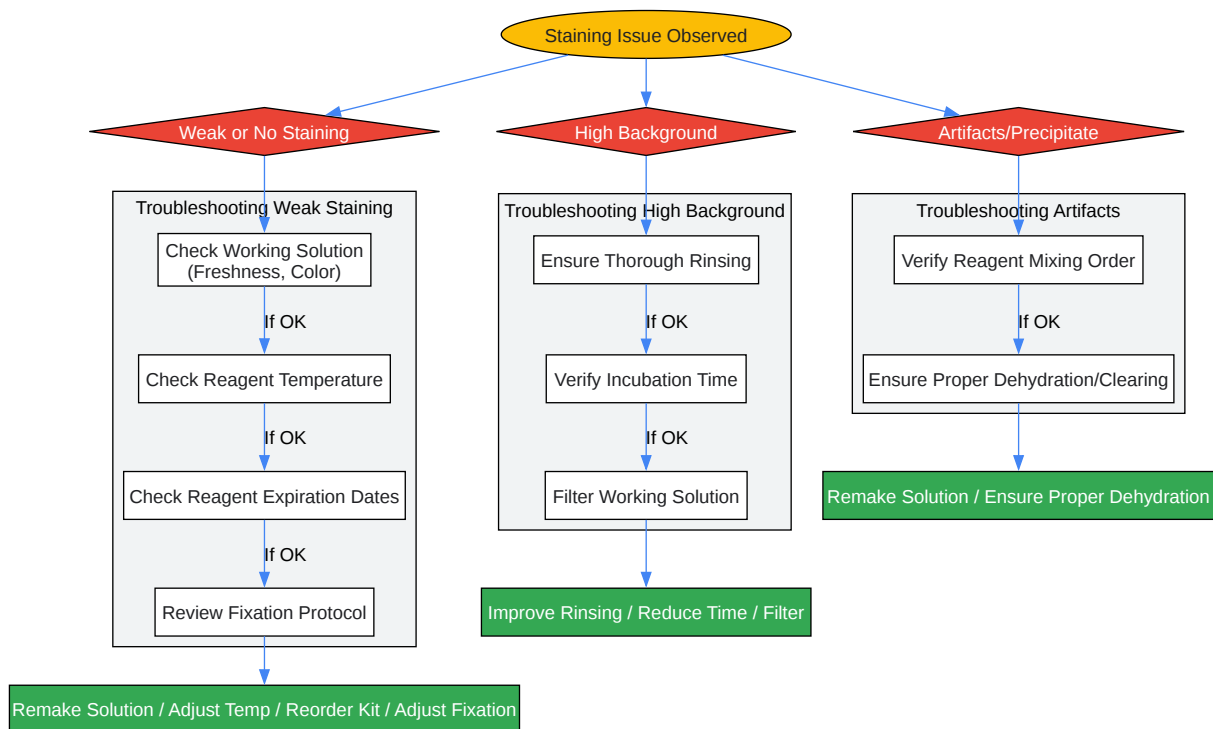 Staining Issue Observed
Weak or No Staining
High Background
Artifacts/Precipitate
Troubleshooting Weak Staining
Check Working Solution
(Freshness, Color)
If OK
Check Reagent Temperature
If OK
Check Reagent Expiration Dates
If OK
Review Fixation Protocol
Remake Solution / Adjust Temp / Reorder Kit / Adjust Fixation
Troubleshooting High Background
Ensure Thorough Rinsing
If OK
Verify Incubation Time
If OK
Filter Working Solution
Improve Rinsing / Reduce Time / Filter
Troubleshooting Artifacts
Verify Reagent Mixing Order
If OK
Ensure Proper Dehydration/Clearing
Remake Solution / Ensure Proper Dehydration